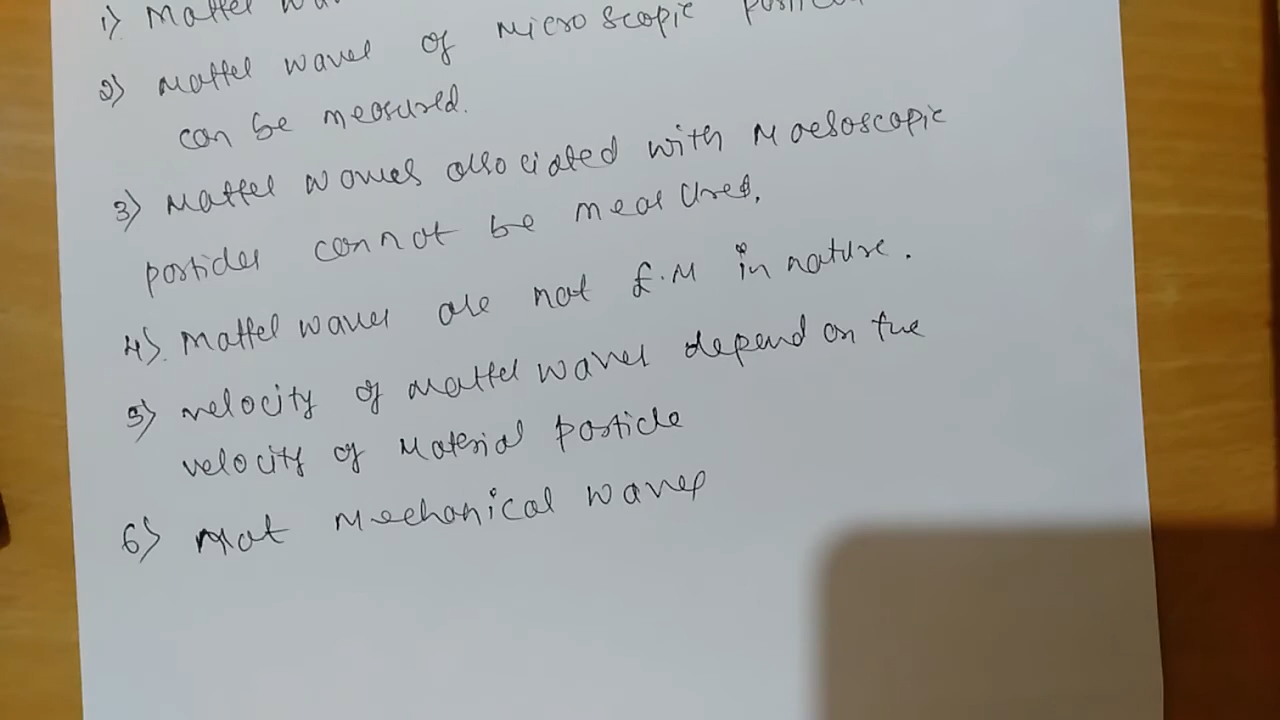 1) Matter
2) Matter waves of Microscopic
can be measured.
3) Matter waves associated with Macroscopic
particles cannot be measured.
4) Matter waves are not E.M in nature.
5) velocity of matter waves depend on the
velocity of Material particle
6) Not Mechanical waves